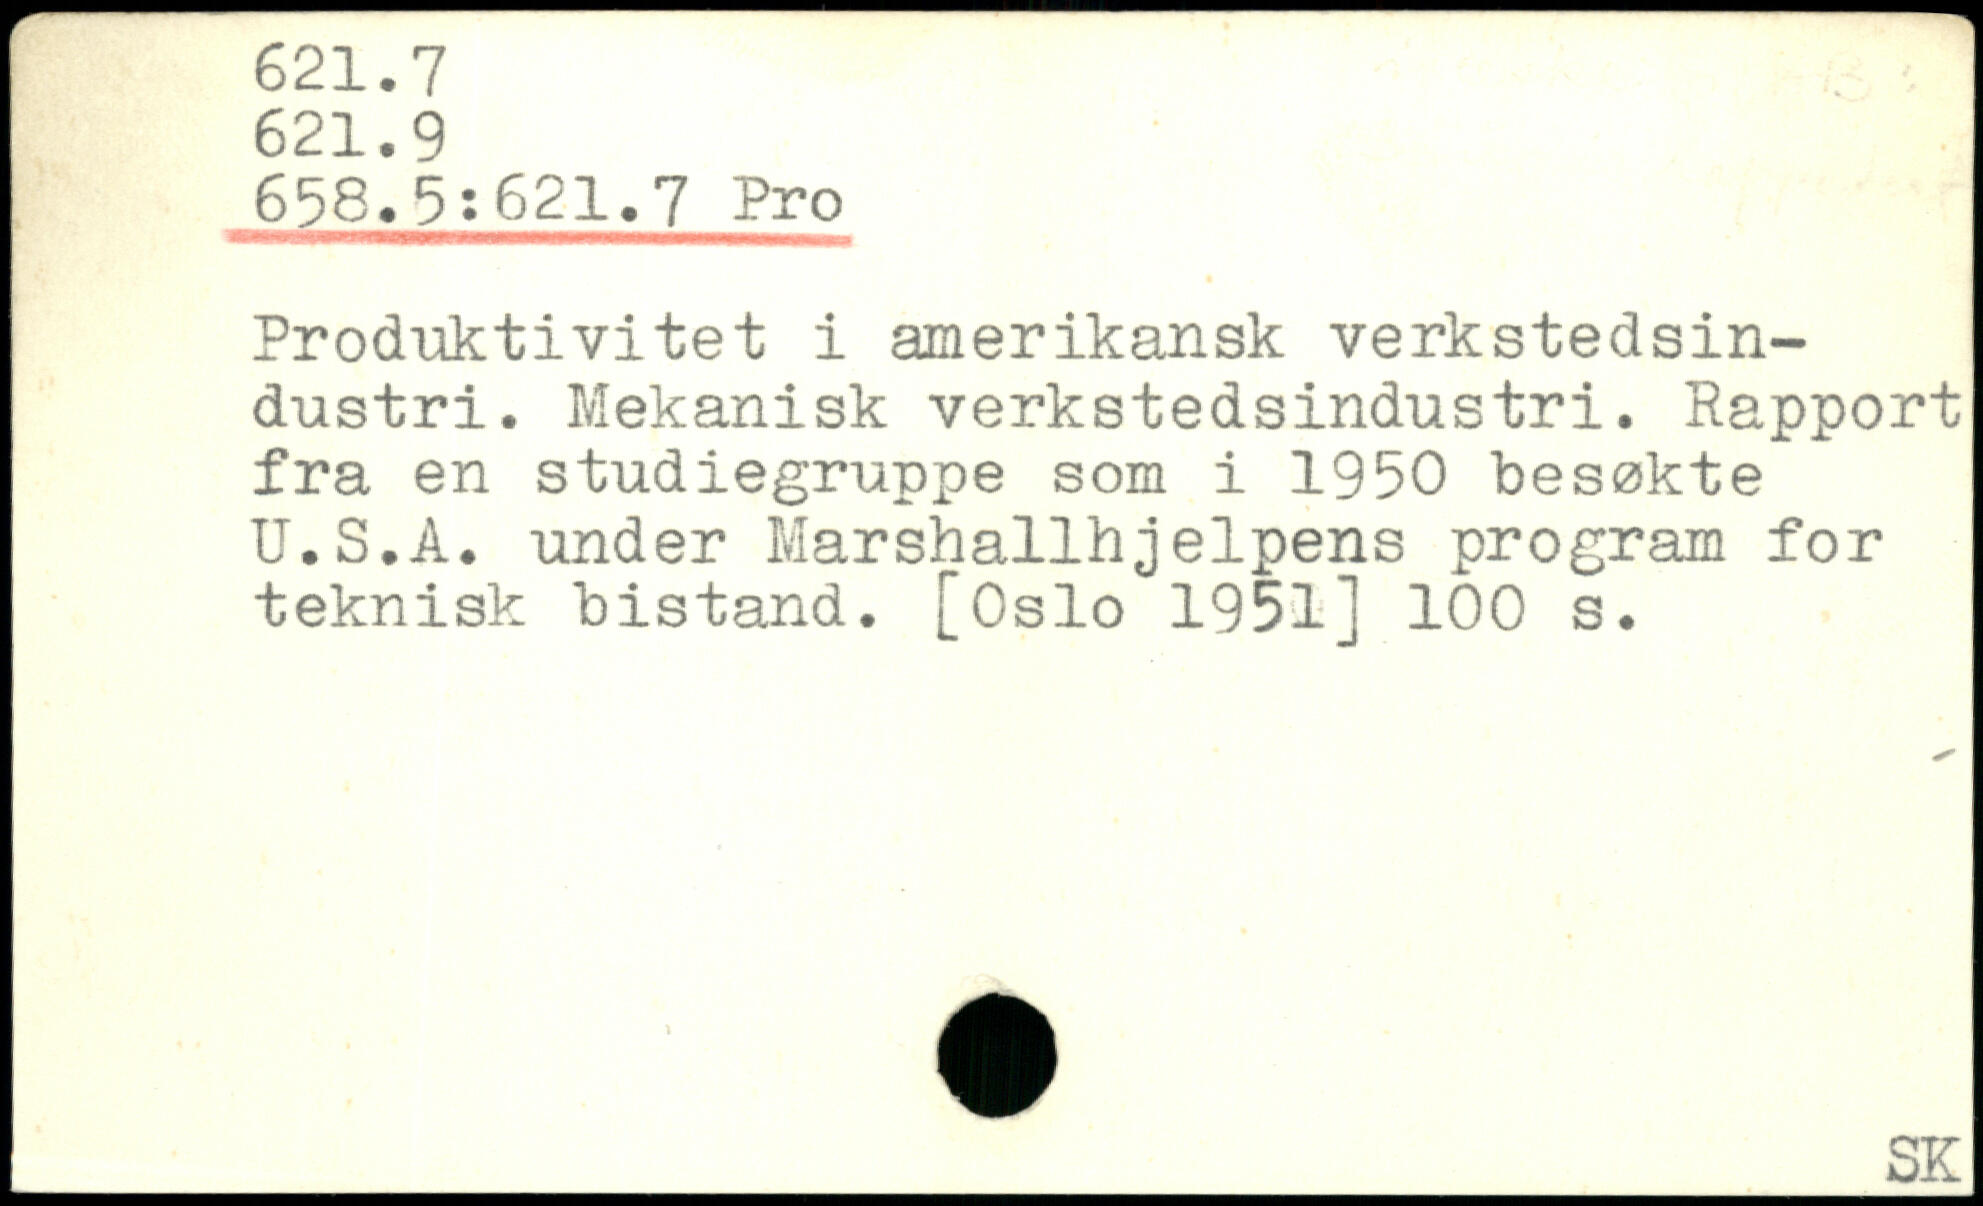 621.7
621.9
658.5:621.7 Pro
Produktivitet i amerikansk verkstedsin-
dustri. Mekanisk verkstedsindustri. Rapport
fra en studiegruppe som i 1950 besøkte
U.S.A. under Marshallhjelpens program for
teknisk bistand. [Oslo 1951] 100 s.
SK